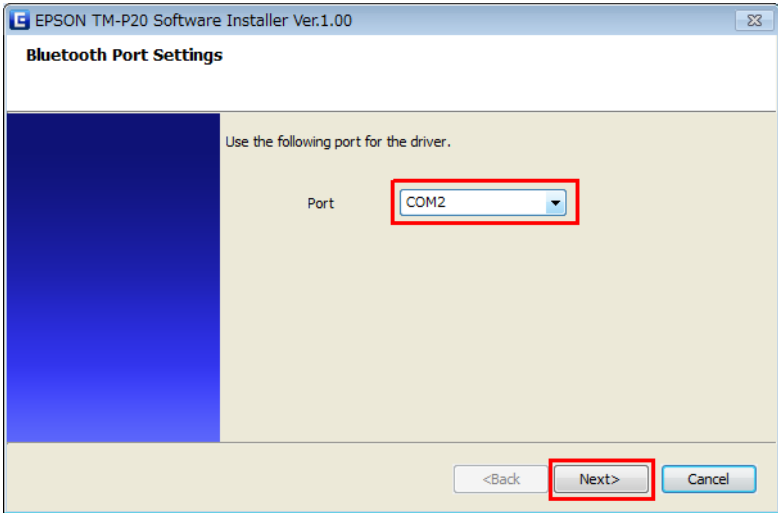 EPSON TM-P20 Software Installer Ver.1.00
Bluetooth Port Settings
Use the following port for the driver.
Port COM2
<Back Next> Cancel